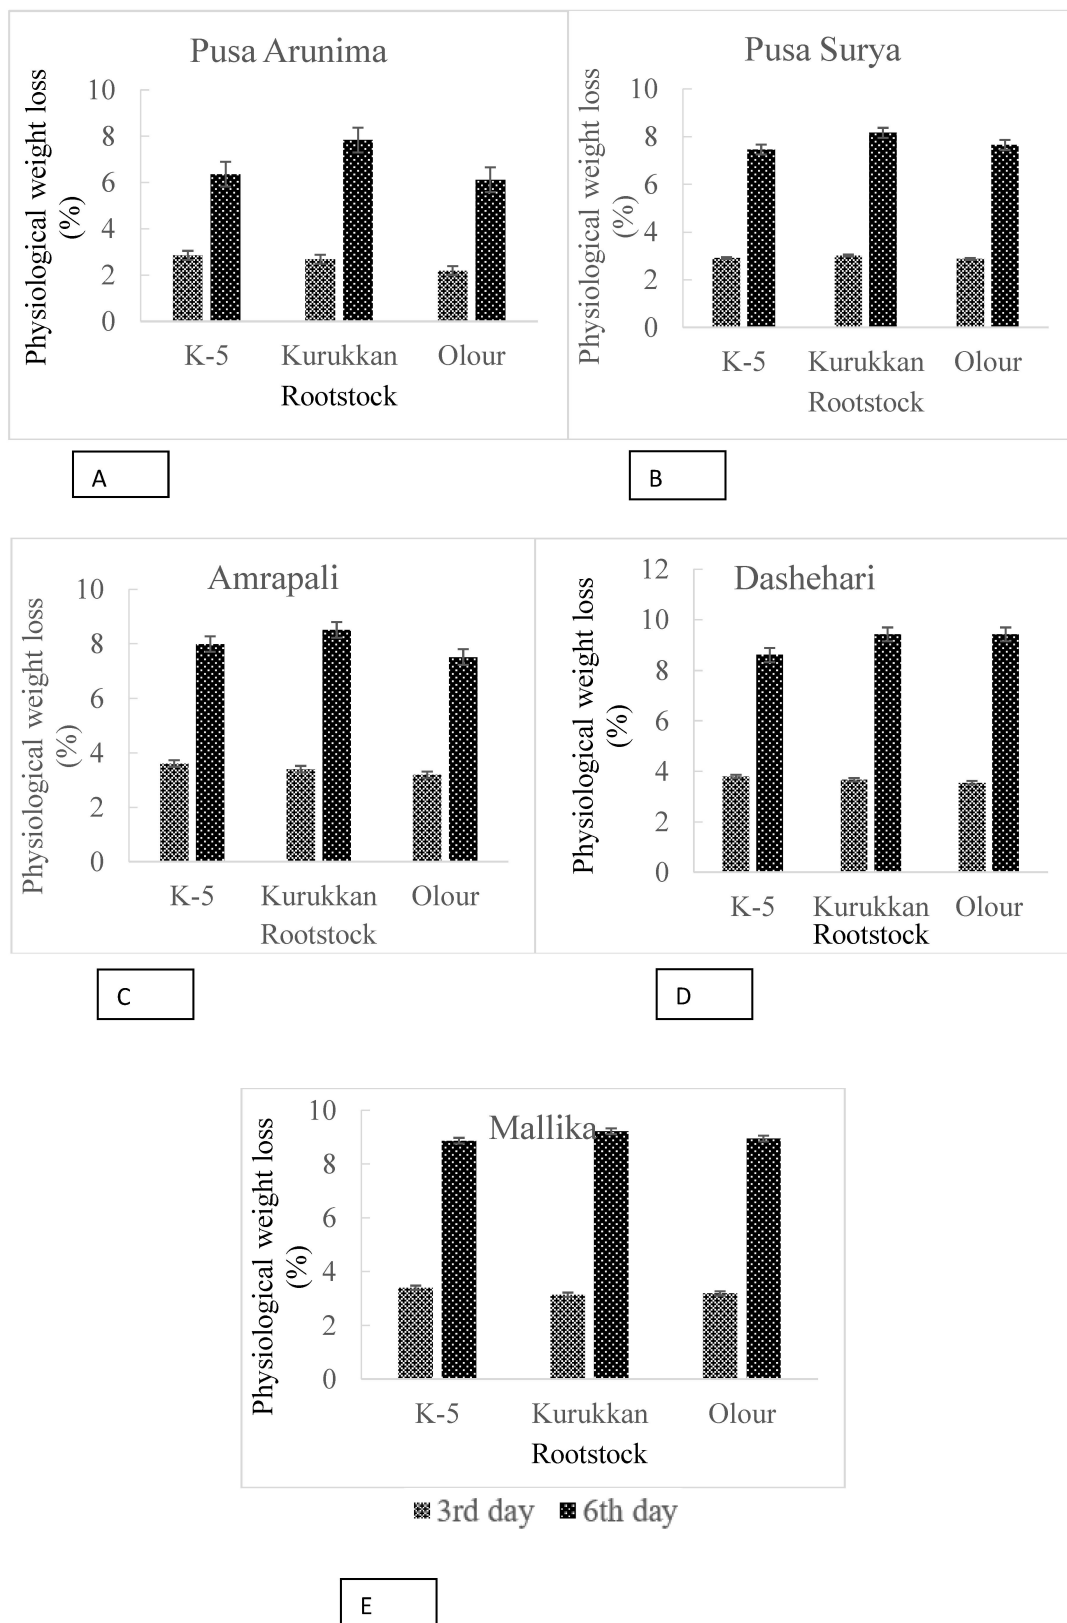 Pusa Arunima
Physiological weight loss
(%)
10
8
6
4
2
0
K-5 Kurukkan Olour
Rootstock
A
Pusa Surya
Physiological weight loss
(%)
10
8
6
4
2
0
K-5 Kurukkan Olour
Rootstock
B
Amrapali
Physiological weight loss
(%)
10
8
6
4
2
0
K-5 Kurukkan Olour
Rootstock
C
Dashehari
Physiological weight loss
(%)
12
10
8
6
4
2
0
K-5 Kurukkan Olour
Rootstock
D
Mallika
Physiological weight loss
(%)
10
8
6
4
2
0
K-5 Kurukkan Olour
Rootstock
3rd day 6th day
E